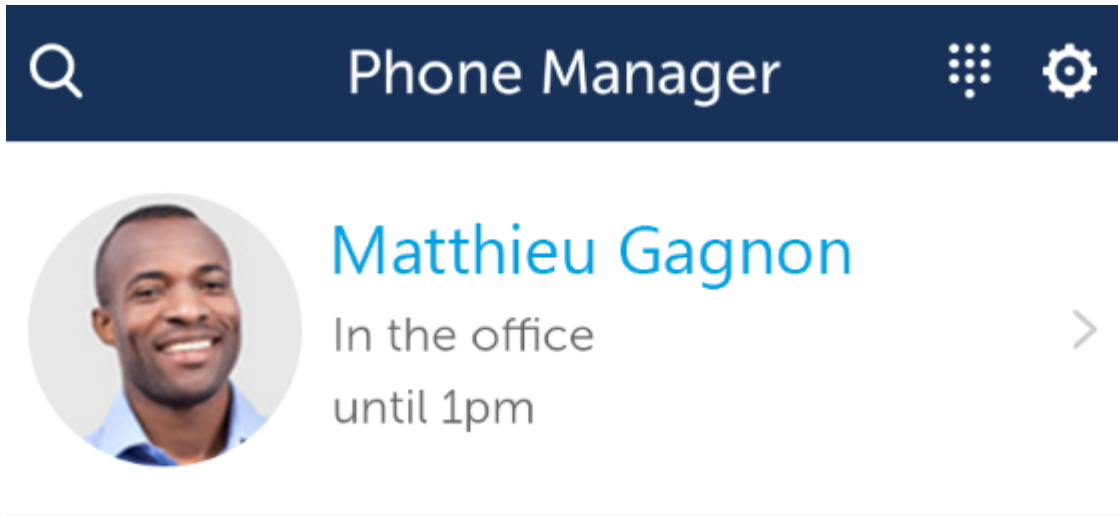 Phone Manager
Matthieu Gagnon
In the office
until 1pm